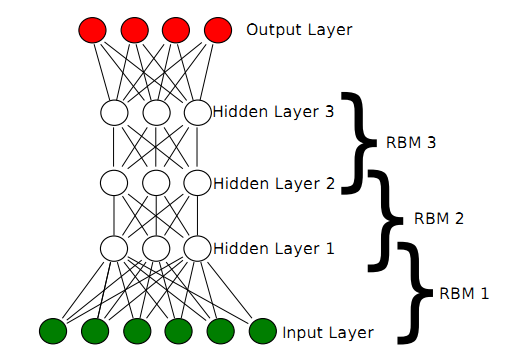 Output Layer
Hidden Layer 3
RBM 3
Hidden Layer 2
RBM 2
Hidden Layer 1
RBM 1
Input Layer